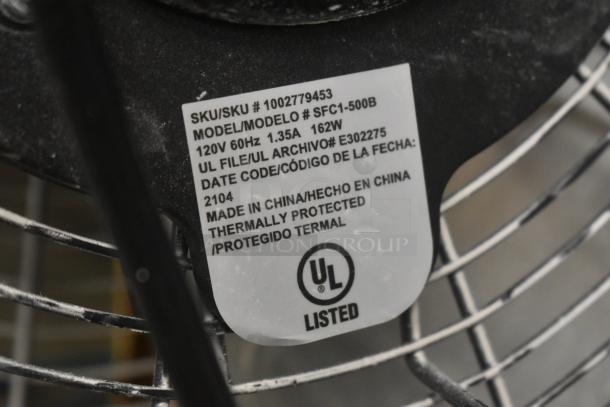 SKU/SKU # 1002779453
MODEL/MODELO # SFC1-500B
120V 60Hz 1.35A 162W
UL FILE/UL ARCHIVO# E302275
DATE CODE/CÓDIGO DE LA FECHA:
2104
MADE IN CHINA/HECHO EN CHINA
THERMALLY PROTECTED
/PROTEGIDO TERMAL
GROUP
UL
®
LISTED